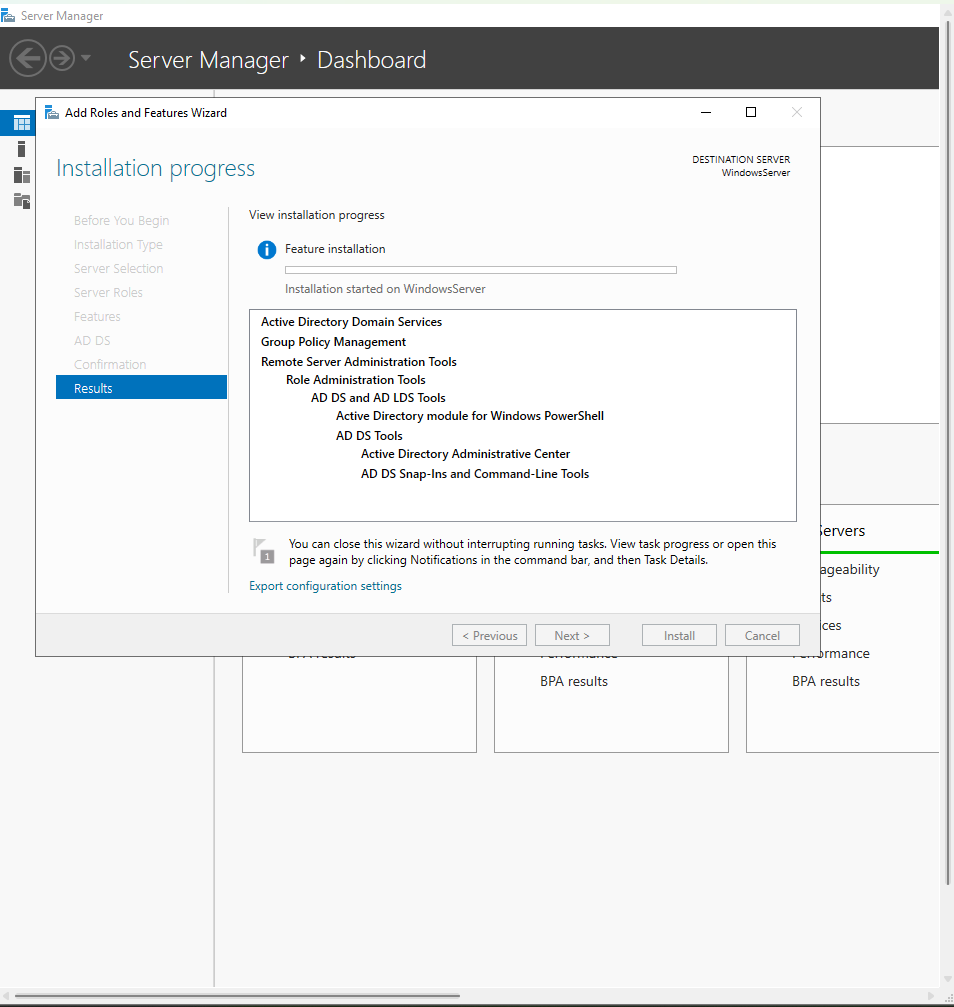 Server Manager
Server Manager ‣ Dashboard
Add Roles and Features Wizard
Installation progress
DESTINATION SERVER
WindowsServer
Before You Begin
Installation Type
Server Selection
Server Roles
Features
AD DS
Confirmation
Results
View installation progress
Feature installation
Installation started on WindowsServer
Active Directory Domain Services
Group Policy Management
Remote Server Administration Tools
Role Administration Tools
AD DS and AD LDS Tools
Active Directory module for Windows PowerShell
AD DS Tools
Active Directory Administrative Center
AD DS Snap-Ins and Command-Line Tools
1
You can close this wizard without interrupting running tasks. View task progress or open this
page again by clicking Notifications in the command bar, and then Task Details.
Export configuration settings
< Previous
Next >
Install
Cancel
Servers
BPA results
Performance
Performance
BPA results
BPA results